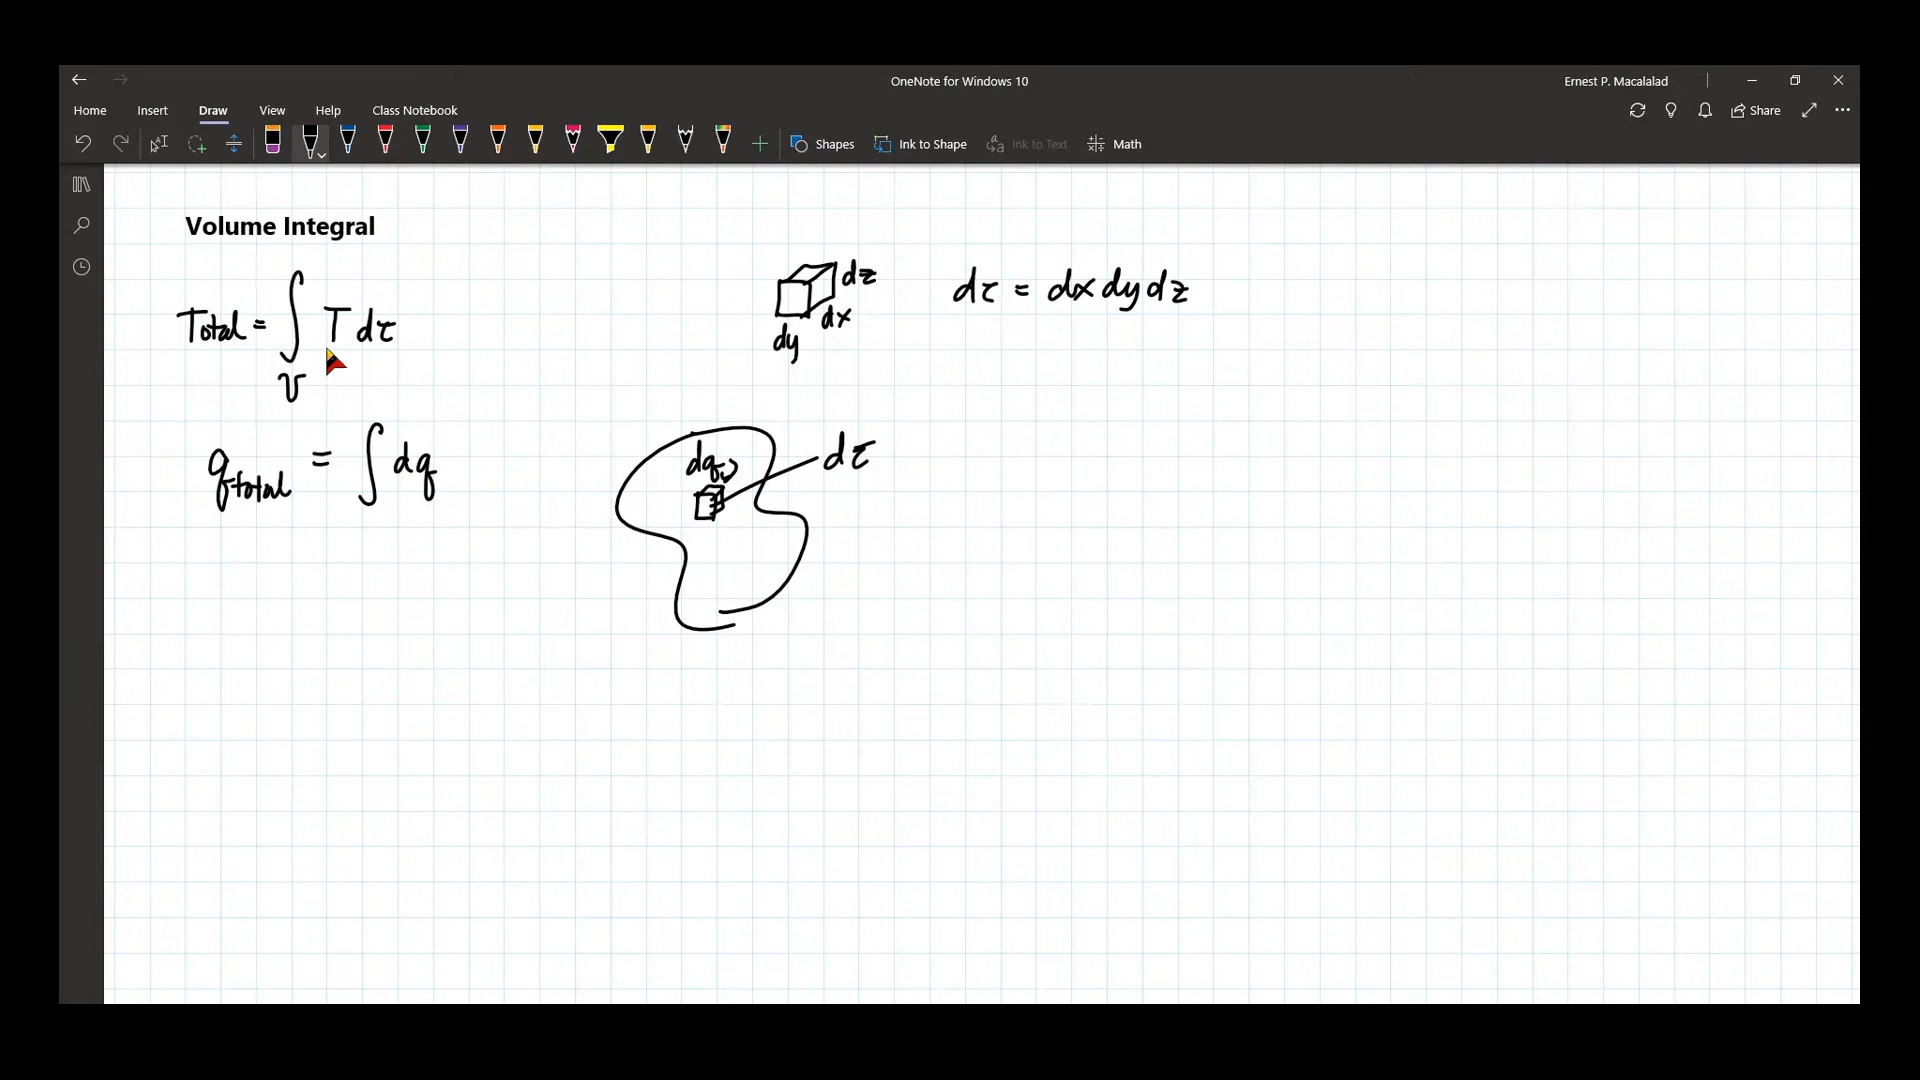 OneNote for Windows 10
Ernest P. Macalalad
Home Insert Draw View Help Class Notebook
Share
Shapes Ink to Shape Ink to Text Math
Volume Integral
Total = ∫ T dτ
V
dz
dx
dy
dτ = dx dy dz
qtotal = ∫ dq
dq
dτ